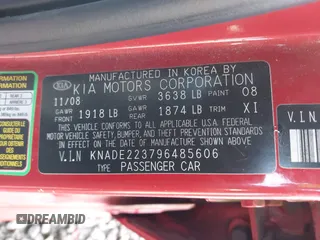 MANUFACTURED IN KOREA BY
KIA KIA MOTORS CORPORATION
11/08 GVWR 3638 LB PAINT 08
GAWR FRONT 1918 LB GAWR REAR 1874 LB TRIM XI
THIS VEHICLE CONFORMS TO ALL APPLICABLE FEDERAL
MOTOR VEHICLE SAFETY, BUMPER, AND THEFT PREVENTION STANDARDS
IN EFFECT ON THE DATE OF MANUFACTURE SHOWN ABOVE.
V.I.N KNADE223796485606
TYPE: PASSENGER CAR
INFORMATION
V.I.N
DREAMBID